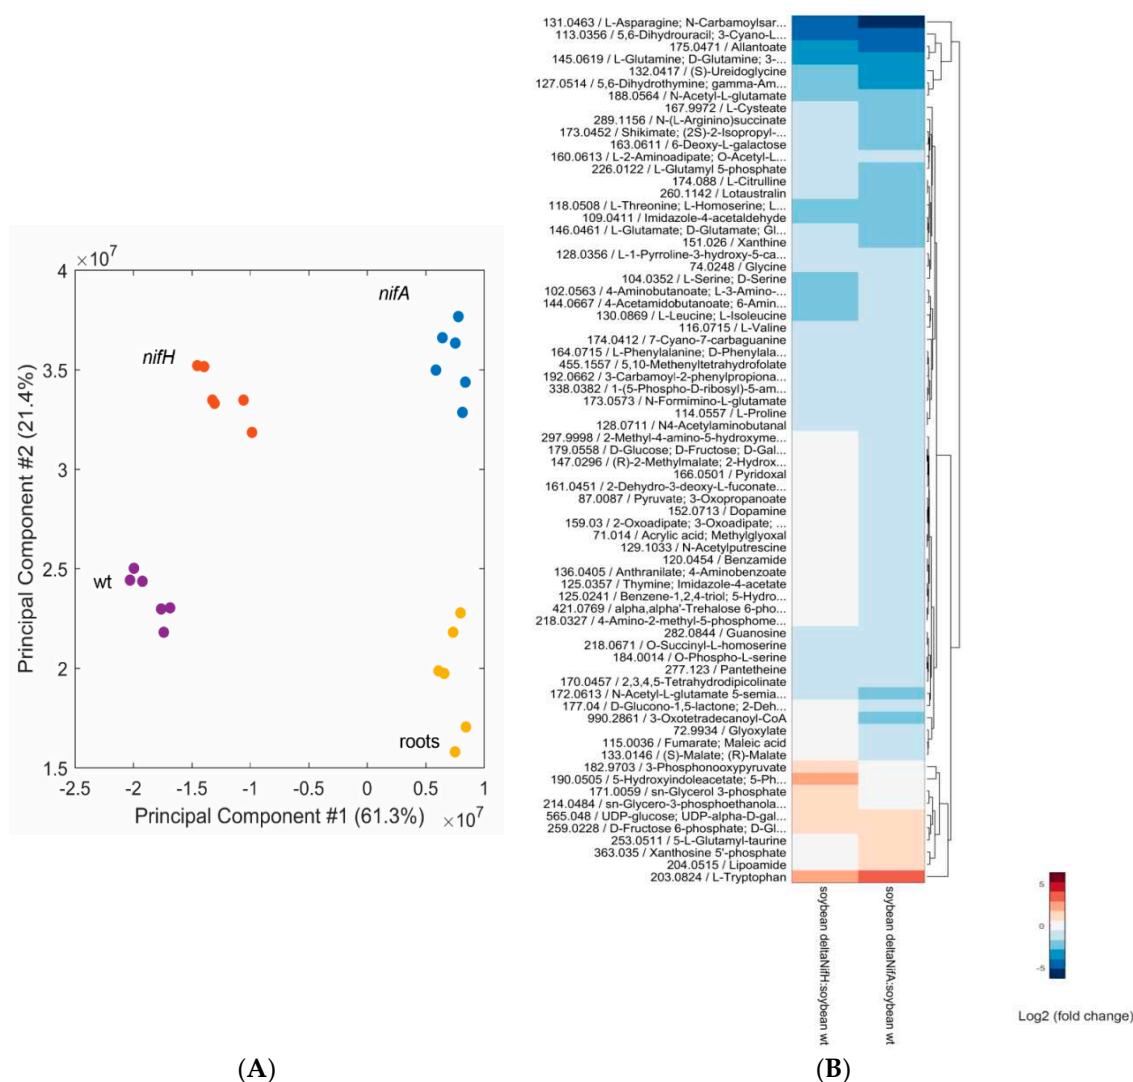 ×10⁷
4
3.5
3
2.5
2
1.5
-2.5
-2
-1.5
-1
-0.5
0
0.5
1
×10⁷
Principal Component #1 (61.3%)
Principal Component #2 (21.4%)
nifA
nifH
wt
roots
(A)
131.0463 / L-Asparagine; N-Carbamoylsar...
113.0356 / 5,6-Dihydrouracil; 3-Cyano-L...
175.0471 / Allantoate
145.0619 / L-Glutamine; D-Glutamine; 3-...
132.0417 / (S)-Ureidoglycine
127.0514 / 5,6-Dihydrothymine; gamma-Am...
188.0564 / N-Acetyl-L-glutamate
167.9972 / L-Cysteate
289.1156 / N-(L-Arginino)succinate
173.0452 / Shikimate; (2S)-2-Isopropyl-...
163.0611 / 6-Deoxy-L-galactose
160.0613 / L-2-Aminoadipate; O-Acetyl-L...
226.0122 / L-Glutamyl 5-phosphate
174.088 / L-Citrulline
260.1142 / Lotaustralin
118.0508 / L-Threonine; L-Homoserine; L...
109.0411 / Imidazole-4-acetaldehyde
146.0461 / L-Glutamate; D-Glutamate; Gl...
151.026 / Xanthine
128.0356 / L-1-Pyrroline-3-hydroxy-5-ca...
74.0248 / Glycine
104.0352 / L-Serine; D-Serine
102.0563 / 4-Aminobutanoate; L-3-Amino-...
144.0667 / 4-Acetamidobutanoate; 6-Amin...
130.0869 / L-Leucine; L-Isoleucine
116.0715 / L-Valine
174.0412 / 7-Cyano-7-carbaguanine
164.0715 / L-Phenylalanine; D-Phenylala...
455.1557 / 5,10-Methenyltetrahydrofolate
192.0662 / 3-Carbamoyl-2-phenylpropiona...
338.0382 / 1-(5-Phospho-D-ribosyl)-5-am...
173.0573 / N-Formimino-L-glutamate
114.0557 / L-Proline
128.0711 / N4-Acetylaminobutanal
297.9998 / 2-Methyl-4-amino-5-hydroxyme...
179.0558 / D-Glucose; D-Fructose; D-Gal...
147.0296 / (R)-2-Methylmalate; 2-Hydrox...
166.0501 / Pyridoxal
161.0451 / 2-Dehydro-3-deoxy-L-fuconate...
87.0087 / Pyruvate; 3-Oxopropanoate
152.0713 / Dopamine
159.03 / 2-Oxoadipate; 3-Oxoadipate; ...
71.014 / Acrylic acid; Methylglyoxal
129.1033 / N-Acetylputrescine
120.0454 / Benzamide
136.0405 / Anthranilate; 4-Aminobenzoate
125.0357 / Thymine; Imidazole-4-acetate
125.0241 / Benzene-1,2,4-triol; 5-Hydro...
421.0769 / alpha,alpha'-Trehalose 6-pho...
218.0327 / 4-Amino-2-methyl-5-phosphome...
282.0844 / Guanosine
218.0671 / O-Succinyl-L-homoserine
184.0014 / O-Phospho-L-serine
277.123 / Pantetheine
170.0457 / 2,3,4,5-Tetrahydrodipicolinate
172.0613 / N-Acetyl-L-glutamate 5-semia...
177.04 / D-Glucono-1,5-lactone; 2-Deh...
990.2861 / 3-Oxotetradecanoyl-CoA
72.9934 / Glyoxylate
115.0036 / Fumarate; Maleic acid
133.0146 / (S)-Malate; (R)-Malate
182.9703 / 3-Phosphonooxypyruvate
190.0505 / 5-Hydroxyindoleacetate; 5-Ph...
171.0059 / sn-Glycerol 3-phosphate
214.0484 / sn-Glycero-3-phosphoethanola...
565.048 / UDP-glucose; UDP-alpha-D-gal...
259.0228 / D-Fructose 6-phosphate; D-Gl...
253.0511 / 5-L-Glutamyl-taurine
363.035 / Xanthosine 5'-phosphate
204.0515 / Lipoamide
203.0824 / L-Tryptophan
soybean deltaNifH:soybean wt
soybean deltaNifA:soybean wt
5
0
-5
Log2 (fold change)
(B)